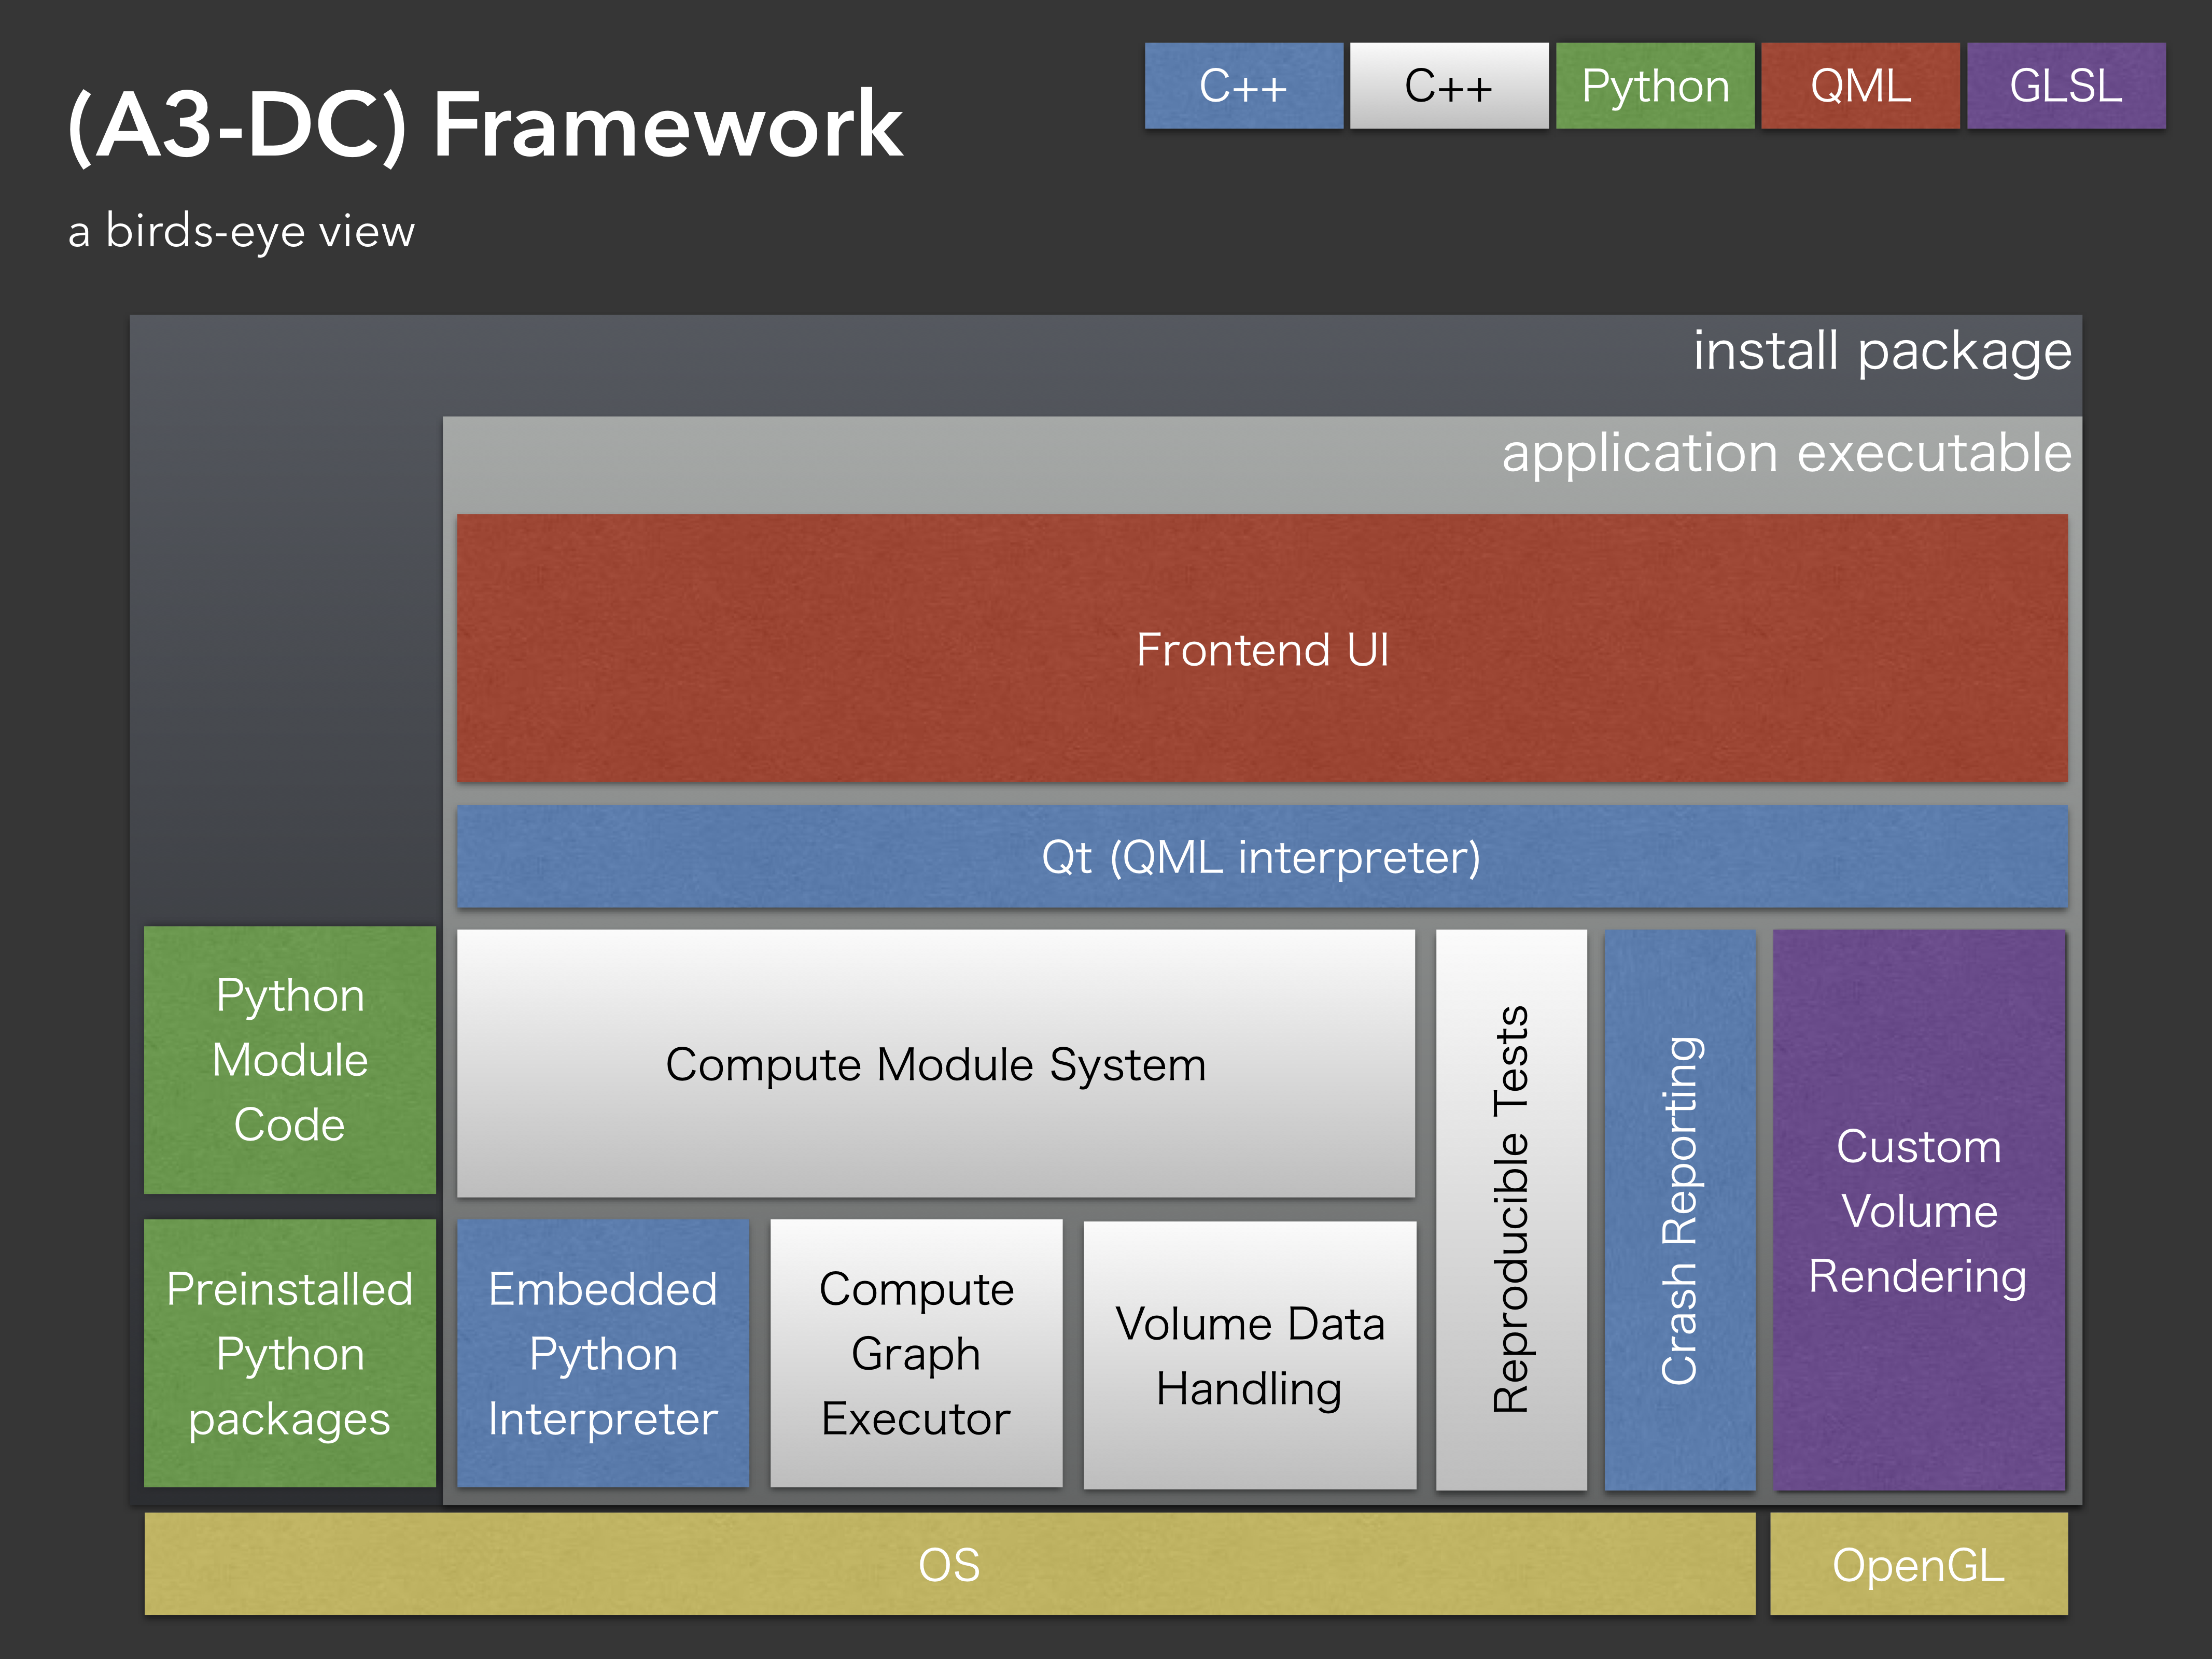 (A3-DC) Framework
a birds-eye view
C++
C++
Python
QML
GLSL
install package
application executable
Frontend UI
Qt (QML interpreter)
Python
Module
Code
Compute Module System
Reproducible Tests
Crash Reporting
Custom
Volume
Rendering
Preinstalled
Python
packages
Embedded
Python
Interpreter
Compute
Graph
Executor
Volume Data
Handling
OS
OpenGL